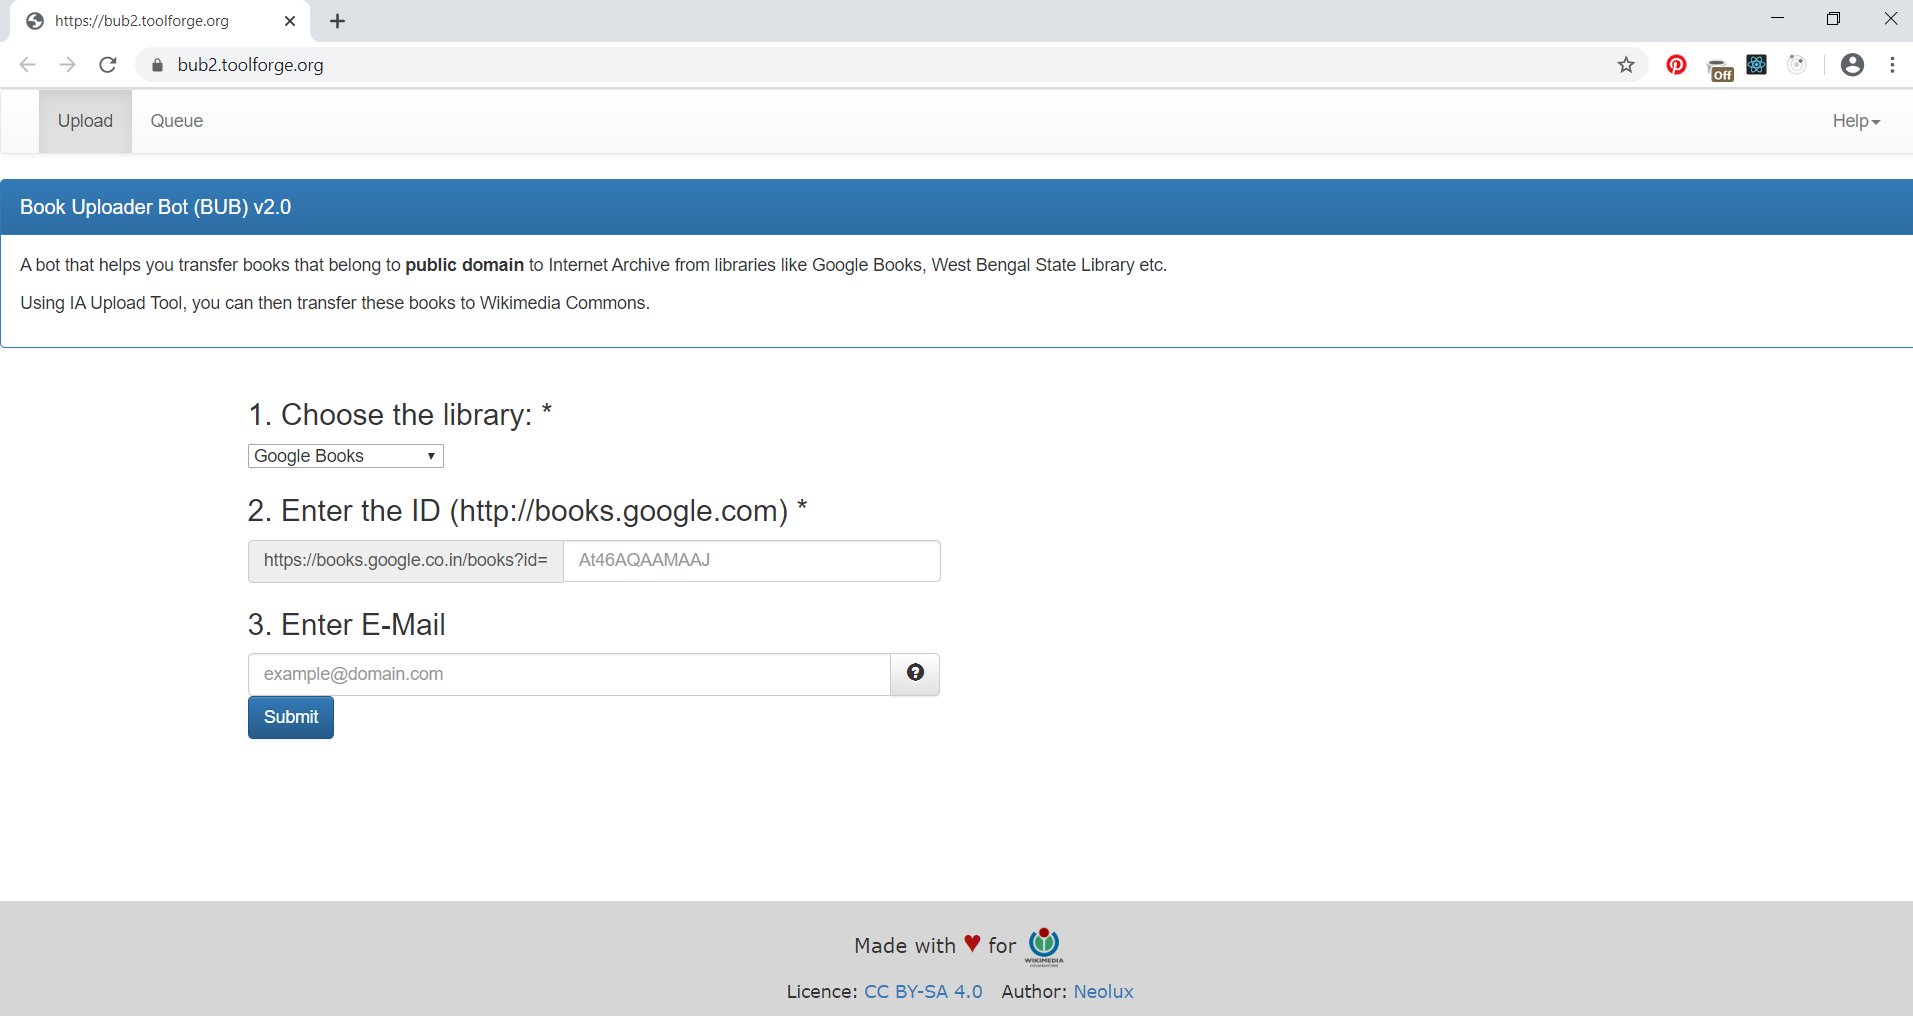 https://bub2.toolforge.org
bub2.toolforge.org
Off
Upload
Queue
Help
Book Uploader Bot (BUB) v2.0
A bot that helps you transfer books that belong to public domain to Internet Archive from libraries like Google Books, West Bengal State Library etc.
Using IA Upload Tool, you can then transfer these books to Wikimedia Commons.
1. Choose the library: *
Google Books
2. Enter the ID (http://books.google.com) *
https://books.google.co.in/books?id= At46AQAAMAAJ
3. Enter E-Mail
example@domain.com
Submit
Made with ♥ for
WIKIMEDIA
FOUNDATION
Licence: CC BY-SA 4.0 Author: Neolux